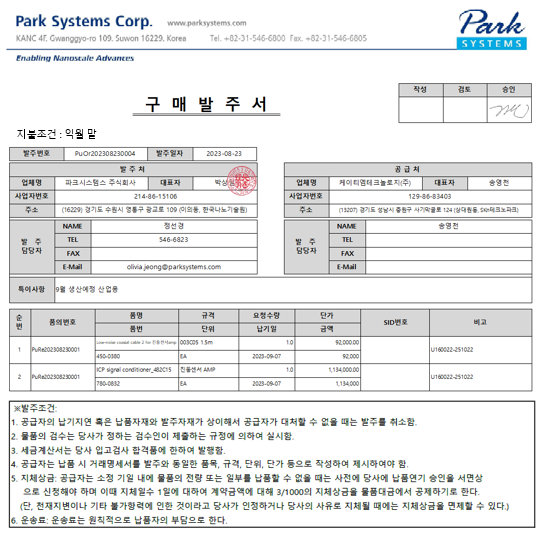 Park Systems Corp. www.parksystems.com
KANC 4F, Gwanggyo-ro 109, Suwon 16229, Korea Tel. +82-31-546-6800 Fax. +82-31-546-6805
Park SYSTEMS
Enabling Nanoscale Advances
작성 검토 승인
구 매 발 주 서
지불조건 : 익월 말
발주번호 PuOr202308230004 발주일자 2023-08-23
발 주 처 공 급 처
업체명 파크시스템스 주식회사 대표자 박상일 업체명 케이티엠테크놀로지(주) 대표자 송영천
사업자번호 214-86-15106 사업자번호 129-86-83403
주소 (16229) 경기도 수원시 영통구 광교로 109 (이의동, 한국나노기술원) 주소 (13207) 경기도 성남시 중원구 사기막골로 124 (상대원동, SKn테크노파크)
발 주 담당자 NAME 정선경 발 주 담당자 NAME 송영천
TEL 546-6823 TEL
FAX FAX
E-Mail olivia.jeong@parksystems.com E-Mail
특이사항 9월 생산예정 산업용
순번 품의번호 품명 규격 요청수량 단가 SID번호 비고
품번 단위 납기일 금액
1 PuRe202308230001 Low-noise coaxial cable 2 for 003C05 1.5m 1.0 92,000.00 U160022-251022
450-0380 EA 2023-09-07 92,000
2 PuRe202308230001 ICP signal conditioner_482C15 진동센서 AMP 1.0 1,134,000.00 U160022-251022
780-0832 EA 2023-09-07 1,134,000
※발주조건:
1. 공급자의 납기지연 혹은 납품자재와 발주자재가 상이해서 공급자가 대처할 수 없을 때는 발주를 취소함.
2. 물품의 검수는 당사가 정하는 검수인이 제출하는 규정에 의하여 실시함.
3. 세금계산서는 당사 입고검사 합격품에 한하여 발행함.
4. 공급자는 납품 시 거래명세서를 발주와 동일한 품목, 규격, 단위, 단가 등으로 작성하여 제시하여야 함.
5. 지체상금: 공급자는 소정 기일 내에 물품의 전량 또는 일부를 납품할 수 없을 때는 사전에 당사에 납품연기 승인을 서면상
으로 신청해야 하며 이때 지체일수 1일에 대하여 계약금액에 대해 3/1000의 지체상금을 물품대금에서 공제하기로 한다.
(단, 천재지변이나 기타 불가항력에 인한 것이라고 당사가 인정하거나 당사의 사유로 지체될 때에는 지체상금을 면제할 수 있다.)
6. 운송료: 운송료는 원칙적으로 납품자의 부담으로 한다.